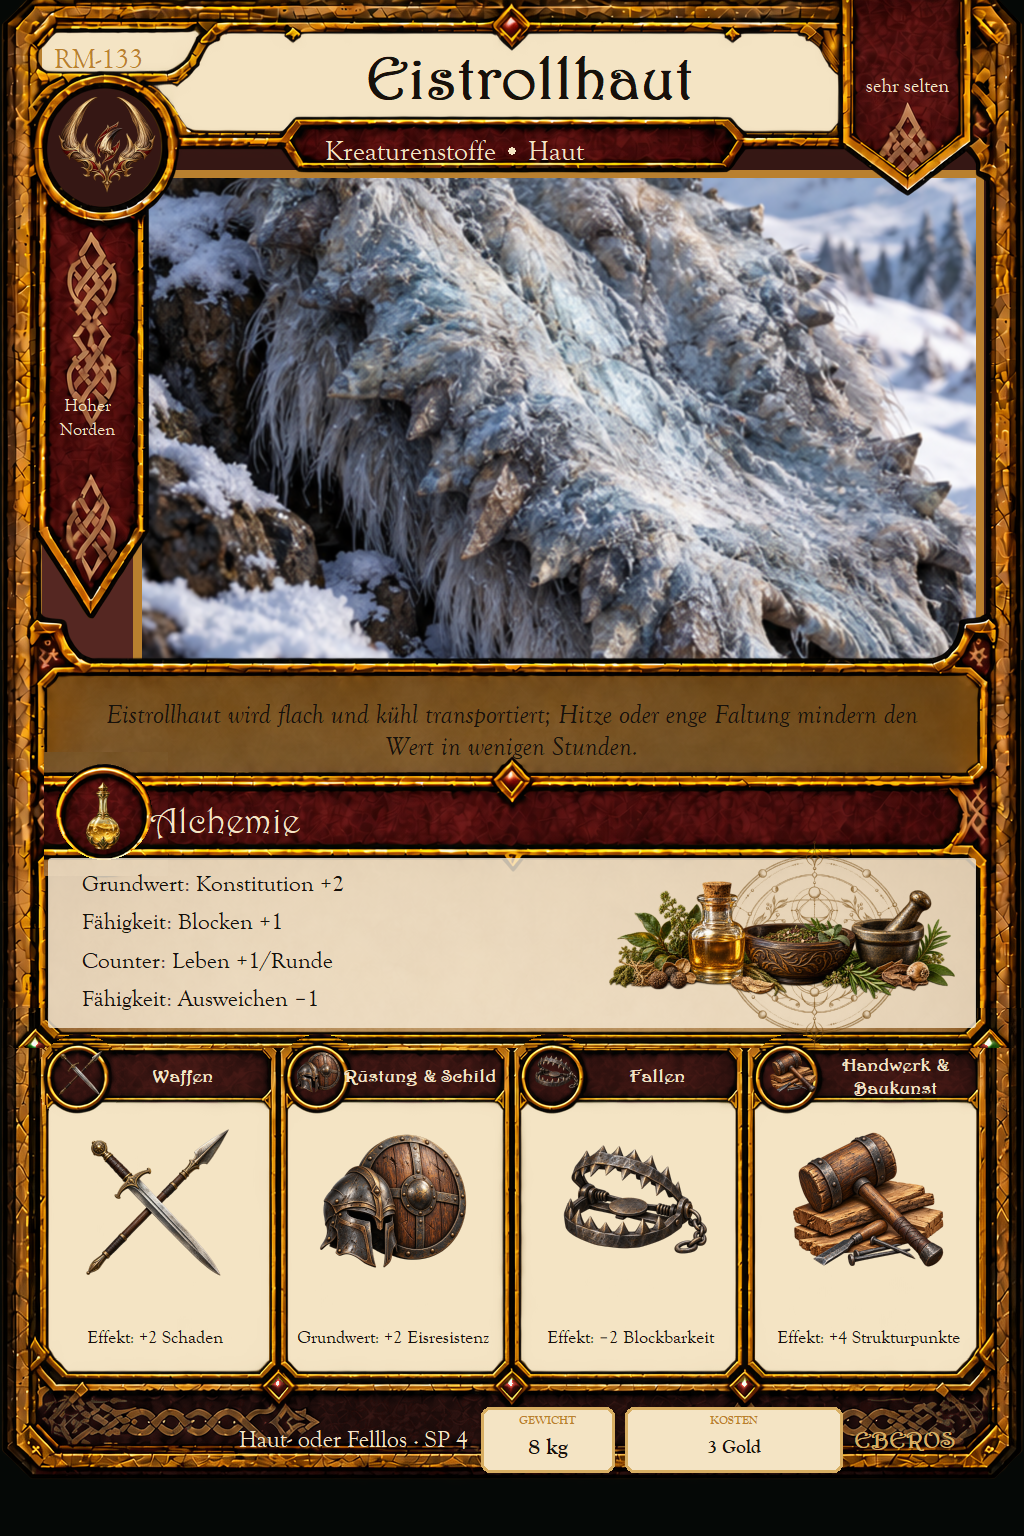 RM-133
Eistrollhaut
sehr selten
Kreaturenstoffe • Haut
Hoher
Norden
Eistrollhaut wird flach und kühl transportiert; Hitze oder enge Faltung mindern den
Wert in wenigen Stunden.
Alchemie
Grundwert: Konstitution +2
Fähigkeit: Blocken +1
Counter: Leben +1/Runde
Fähigkeit: Ausweichen −1
Waffen
Rüstung & Schild
Fallen
Handwerk &
Baukunst
Effekt: +2 Schaden
Grundwert: +2 Eisresistenz
Effekt: −2 Blockbarkeit
Effekt: +4 Strukturpunkte
Haut- oder Felllos · SP 4
GEWICHT
8 kg
KOSTEN
3 Gold
EBEROS